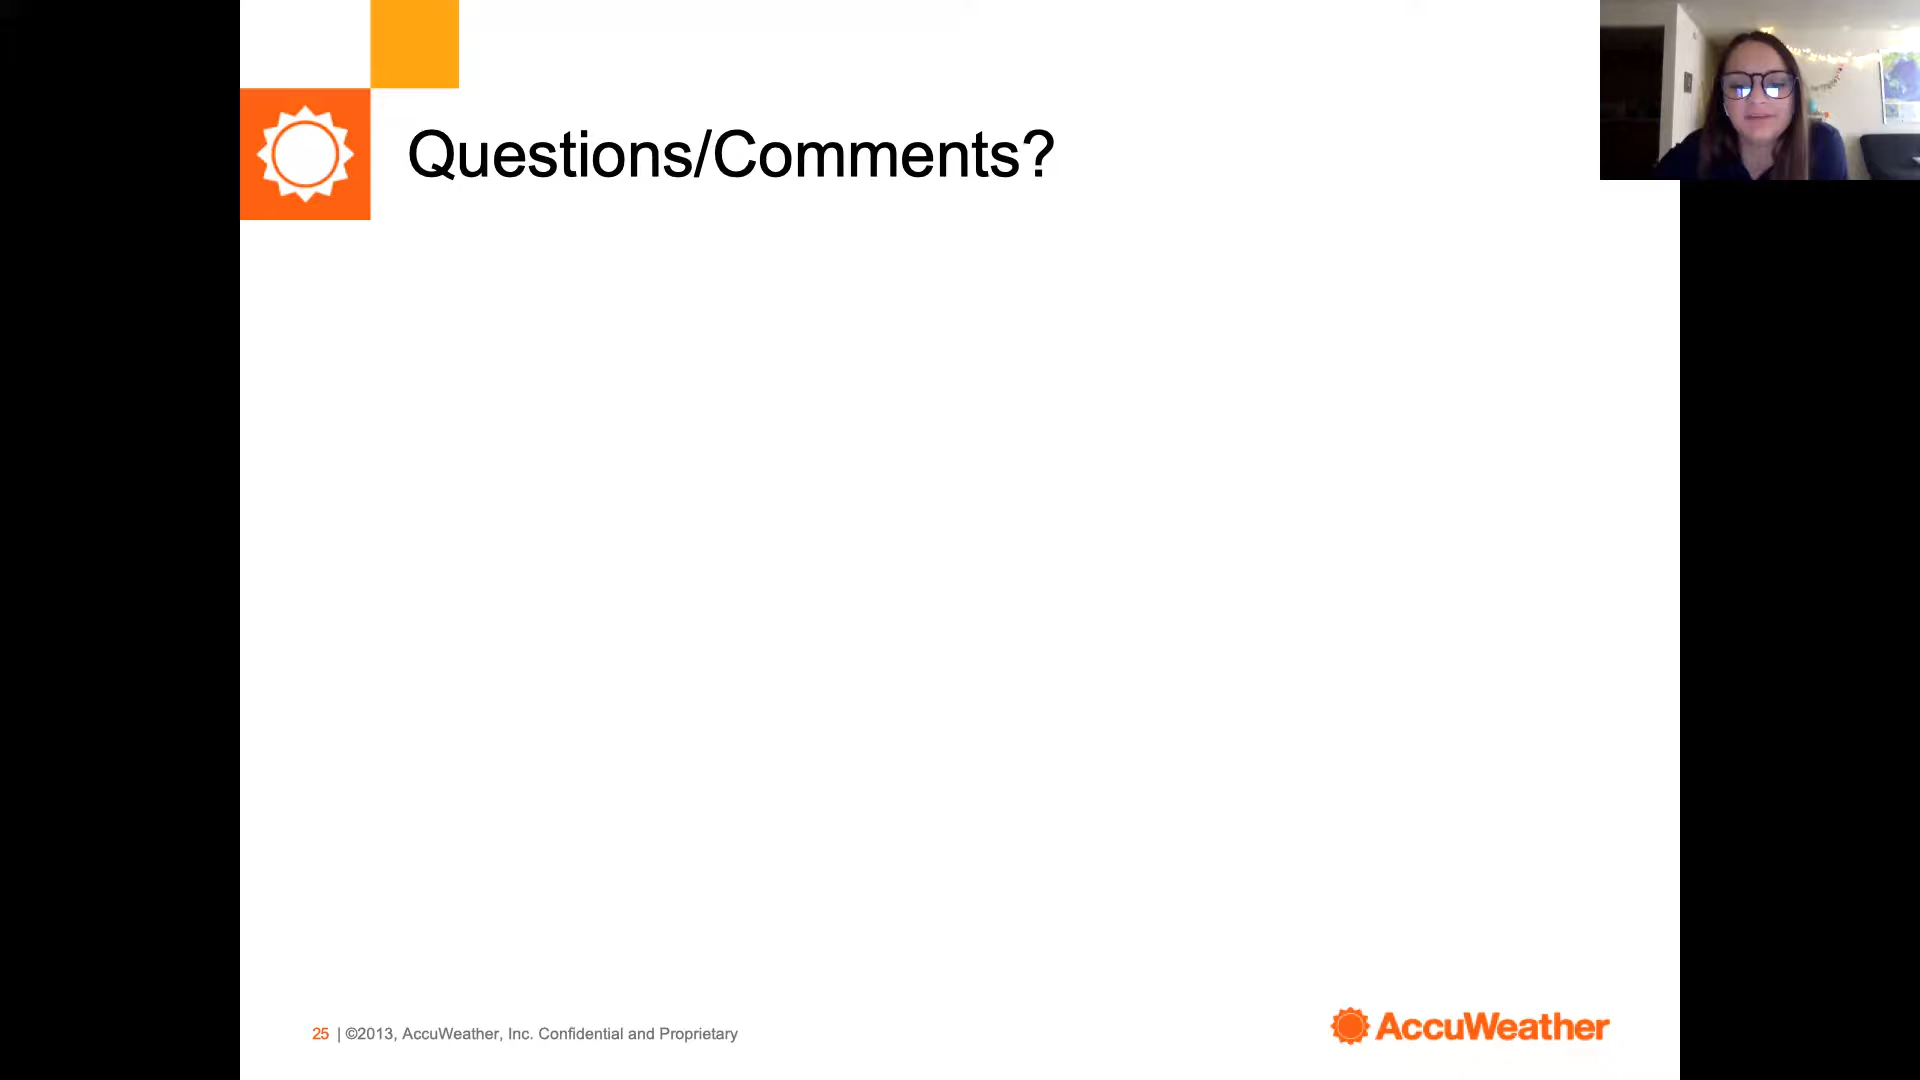 Questions/Comments?
25 | ©2013, AccuWeather, Inc. Confidential and Proprietary
AccuWeather